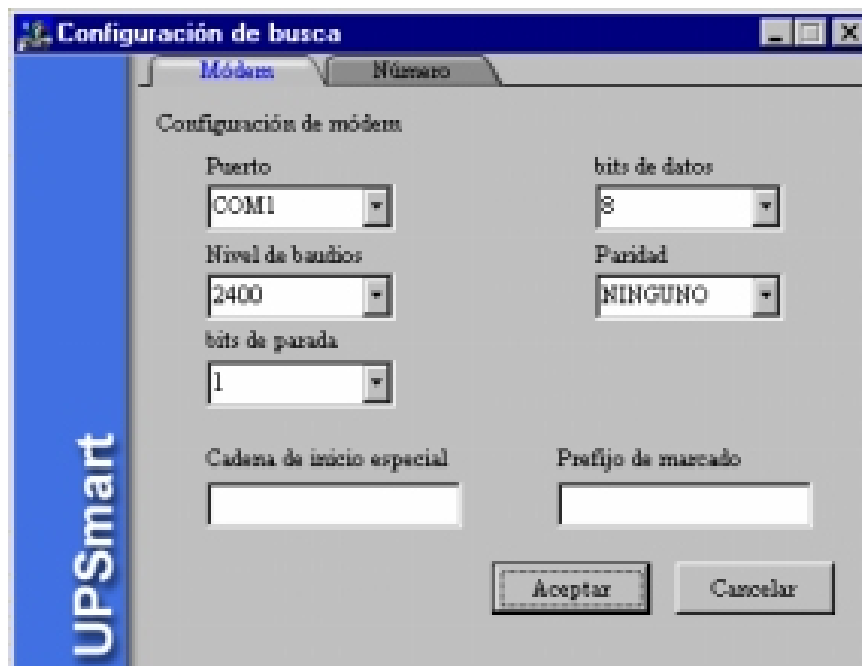 Configuración de busca
Módem Número
Configuración de módem
Puerto bits de datos
COM1 8
Nivel de baudios Paridad
2400 NINGUNO
bits de parada
1
Cadena de inicio especial Prefijo de marcado
Aceptar Cancelar
UPSmart